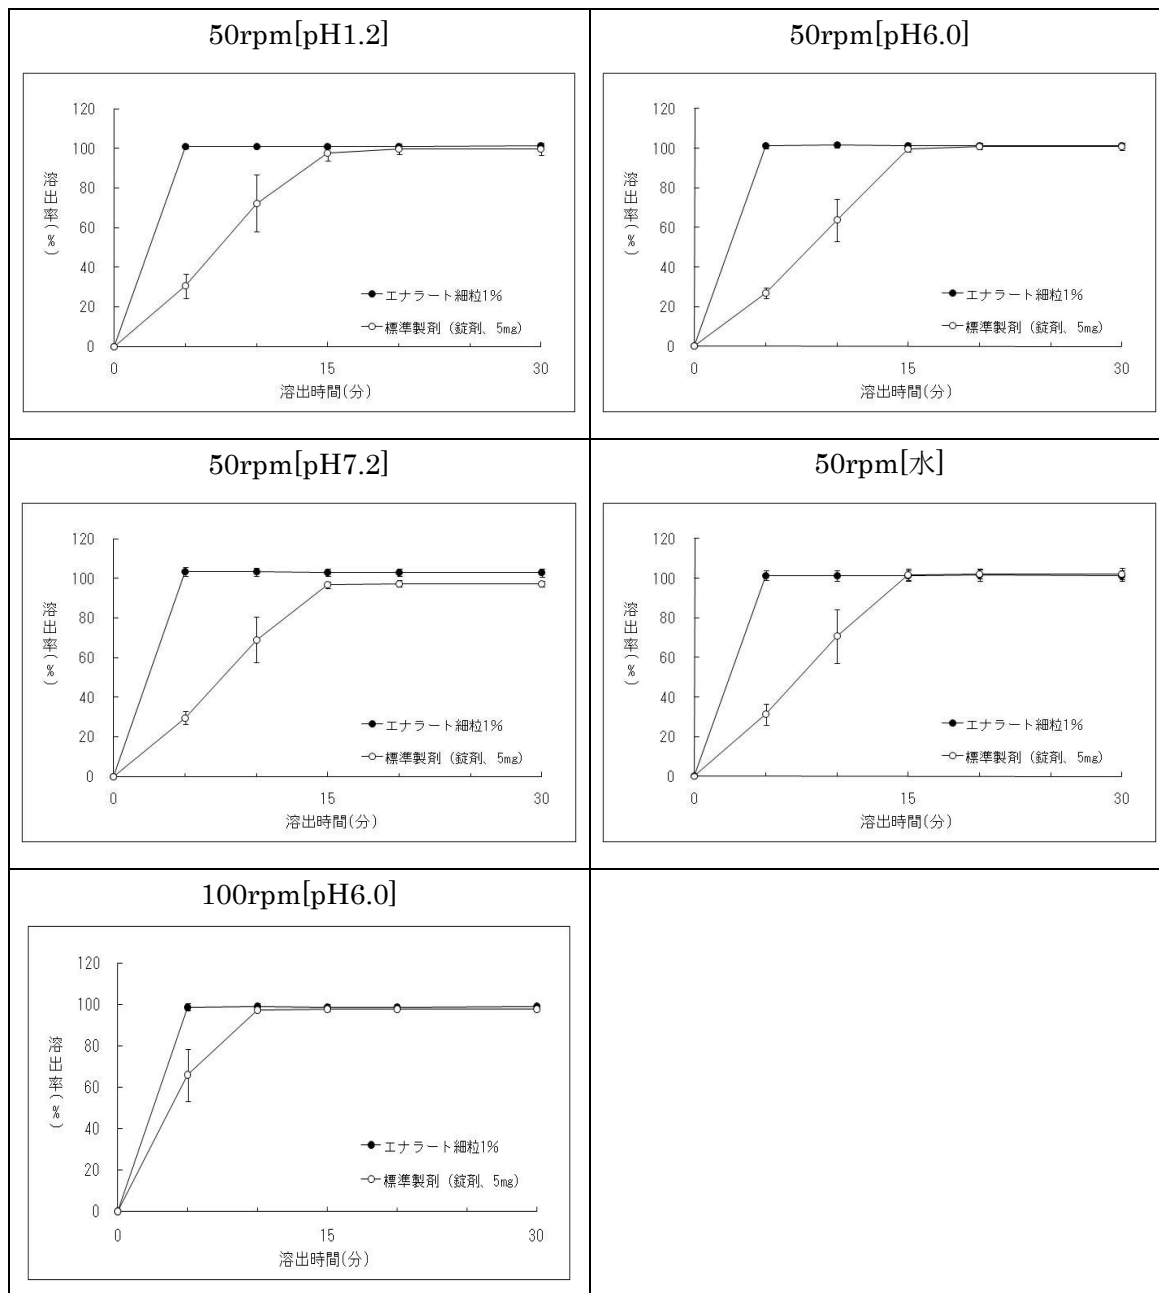 50rpm[pH1.2]
120
100
80
60
40
20
0
溶出率(%)
エナラート細粒1%
標準製剤(錠剤、5mg)
0 15 30
溶出時間(分)
50rpm[pH6.0]
120
100
80
60
40
20
0
溶出率(%)
エナラート細粒1%
標準製剤(錠剤、5mg)
0 15 30
溶出時間(分)
50rpm[pH7.2]
120
100
80
60
40
20
0
溶出率(%)
エナラート細粒1%
標準製剤(錠剤、5mg)
0 15 30
溶出時間(分)
50rpm[水]
120
100
80
60
40
20
0
溶出率(%)
エナラート細粒1%
標準製剤(錠剤、5mg)
0 15 30
溶出時間(分)
100rpm[pH6.0]
120
100
80
60
40
20
0
溶出率(%)
エナラート細粒1%
標準製剤(錠剤、5mg)
0 15 30
溶出時間(分)